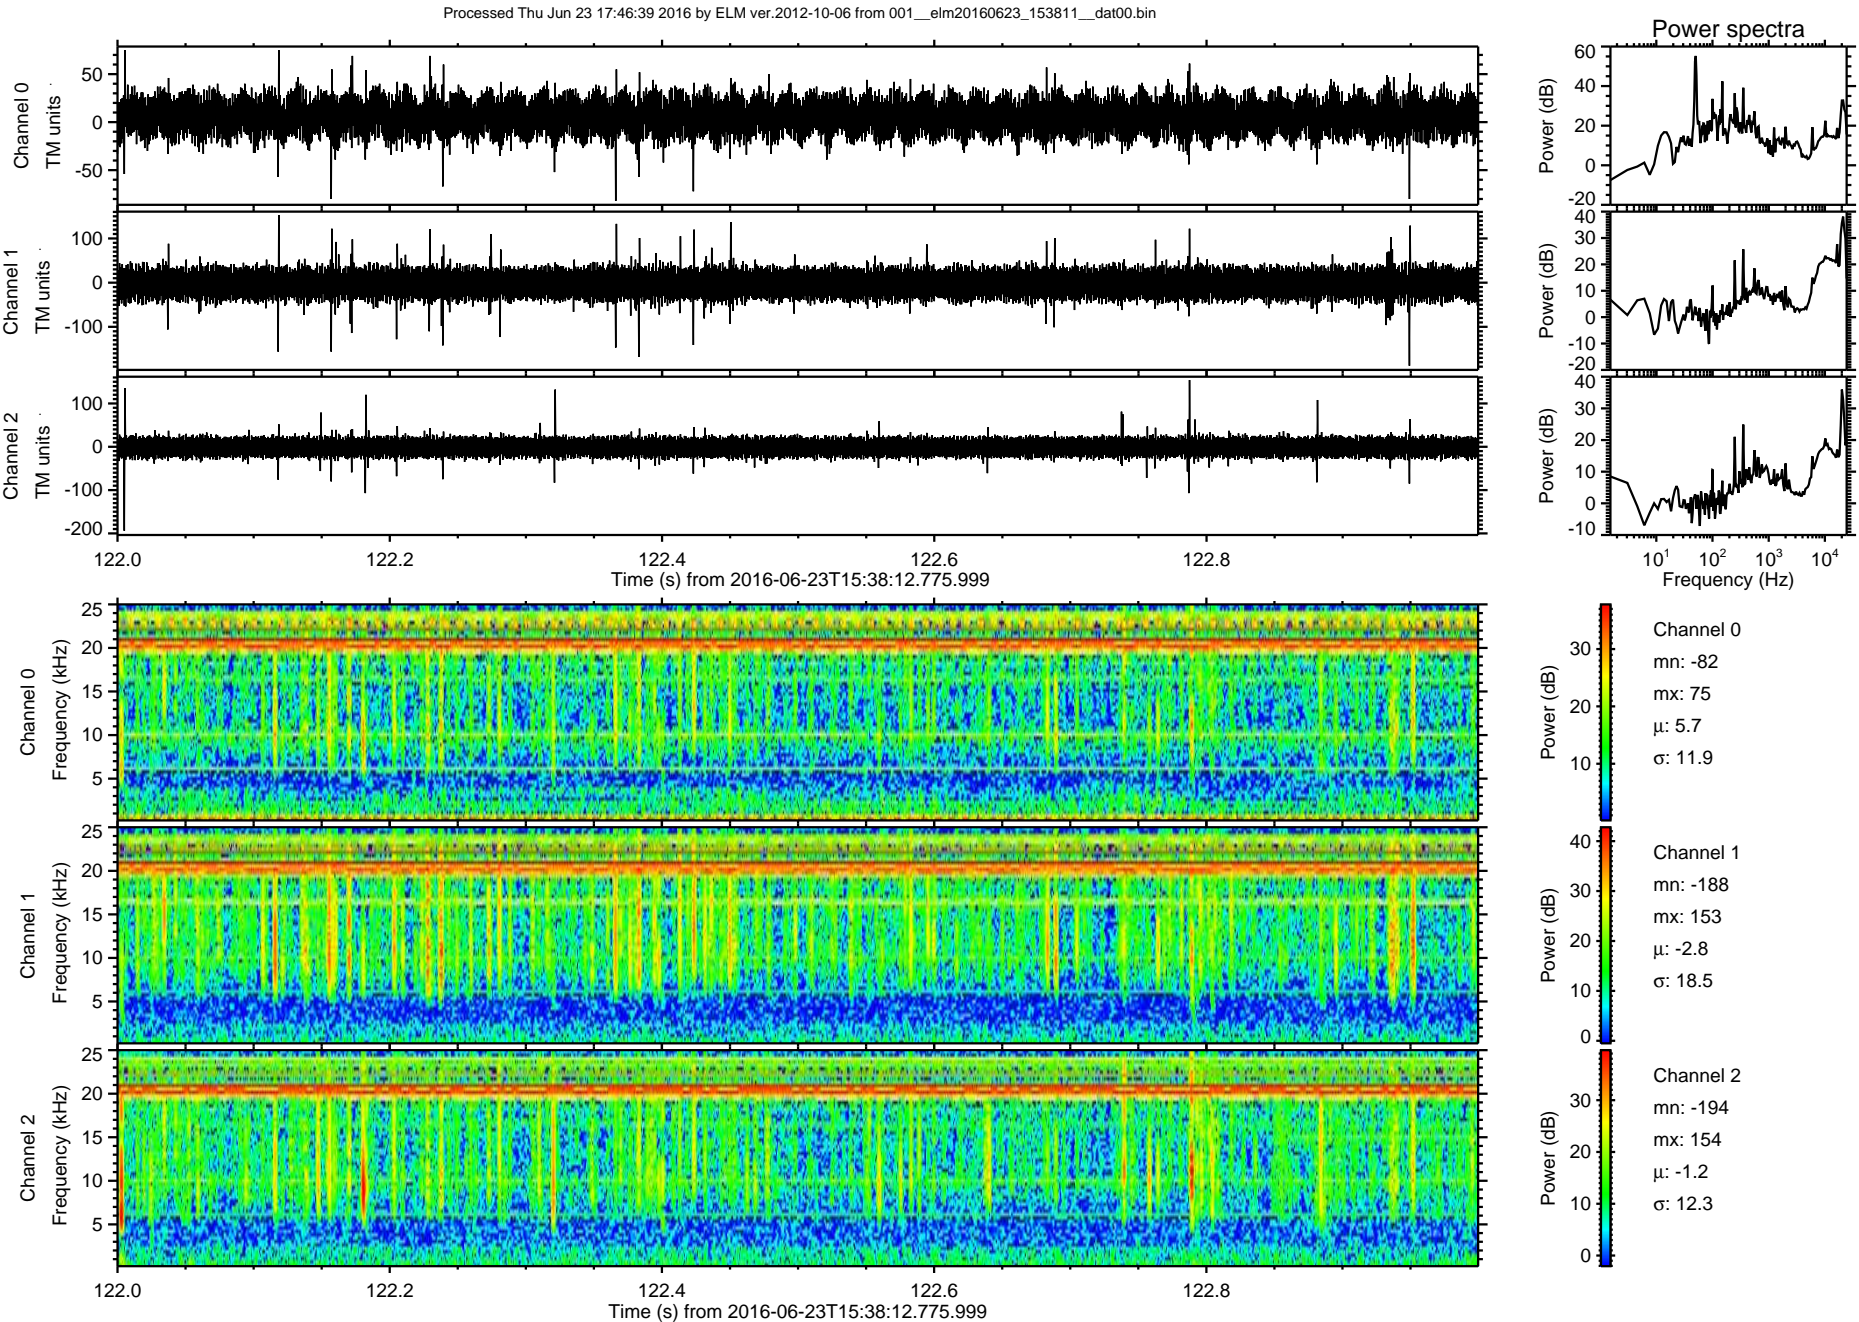 Processed Thu Jun 23 17:46:39 2016 by ELM ver.2012-10-06 from 001__elm20160623_153811__dat00.bin
Power spectra
Channel 0
TM units
50
0
-50
Power (dB)
60
40
20
0
-20
Channel 1
TM units
100
0
-100
Power (dB)
40
30
20
10
0
-10
-20
Channel 2
TM units
100
0
-100
-200
Power (dB)
40
30
20
10
0
-10
122.0 122.2 122.4 122.6 122.8
Time (s) from 2016-06-23T15:38:12.775.999
10^1 10^2 10^3 10^4
Frequency (Hz)
Channel 0
Frequency (kHz)
25
20
15
10
5
Power (dB)
30
20
10
Channel 0
mn: -82
mx: 75
μ: 5.7
σ: 11.9
Channel 1
Frequency (kHz)
25
20
15
10
5
Power (dB)
40
30
20
10
0
Channel 1
mn: -188
mx: 153
μ: -2.8
σ: 18.5
Channel 2
Frequency (kHz)
25
20
15
10
5
Power (dB)
30
20
10
0
Channel 2
mn: -194
mx: 154
μ: -1.2
σ: 12.3
122.0 122.2 122.4 122.6 122.8
Time (s) from 2016-06-23T15:38:12.775.999